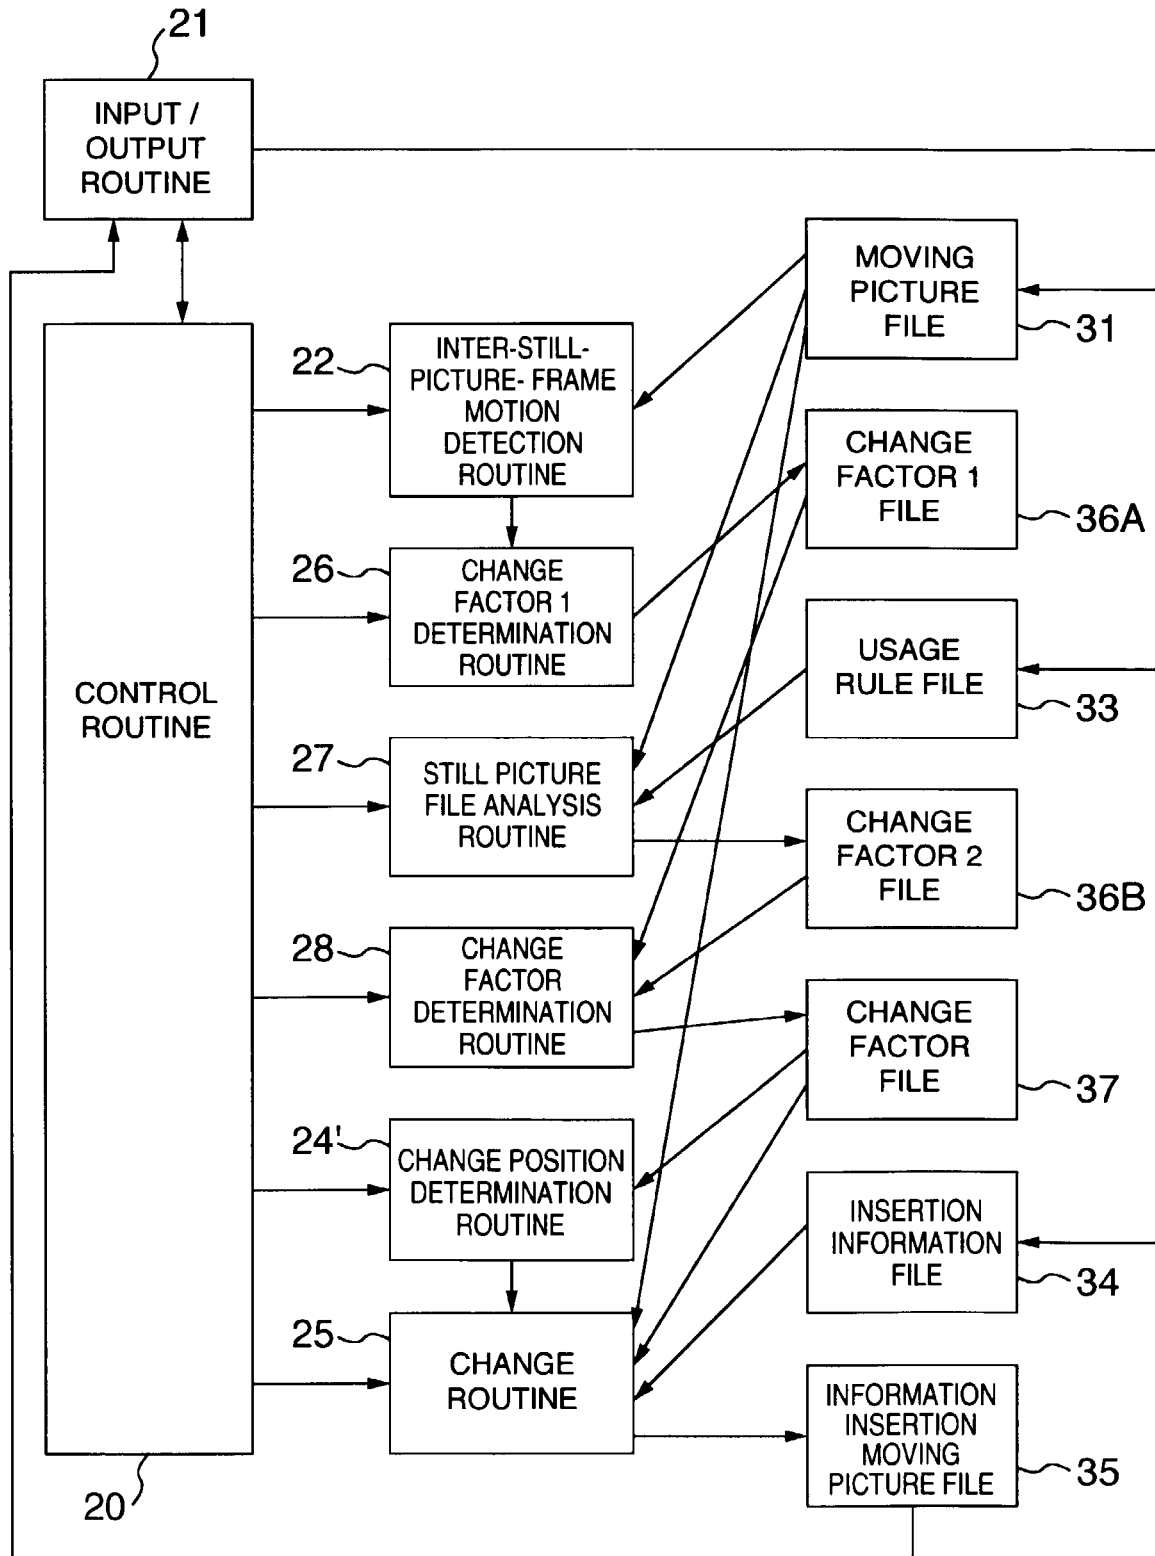 21
INPUT /
OUTPUT
ROUTINE
MOVING
PICTURE
FILE
31
22
INTER-STILL-
PICTURE- FRAME
MOTION
DETECTION
ROUTINE
CHANGE
FACTOR 1
FILE
36A
26
CHANGE
FACTOR 1
DETERMINATION
ROUTINE
CONTROL
ROUTINE
USAGE
RULE FILE
33
27
STILL PICTURE
FILE ANALYSIS
ROUTINE
CHANGE
FACTOR 2
FILE
36B
28
CHANGE
FACTOR
DETERMINATION
ROUTINE
CHANGE
FACTOR
FILE
37
24'
CHANGE POSITION
DETERMINATION
ROUTINE
INSERTION
INFORMATION
FILE
34
25
CHANGE
ROUTINE
INFORMATION
INSERTION
MOVING
PICTURE FILE
35
20